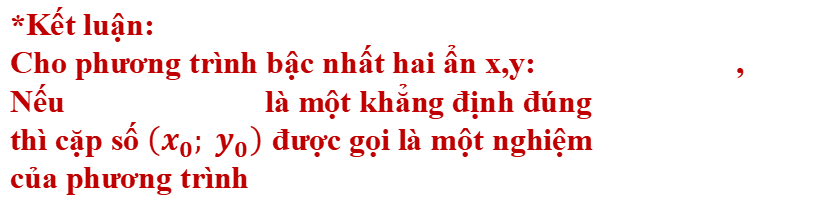 *Kết luận:
Cho phương trình bậc nhất hai ẩn x,y: ,
Nếu là một khẳng định đúng
thì cặp số (𝒙₀; 𝒚₀) được gọi là một nghiệm
của phương trình